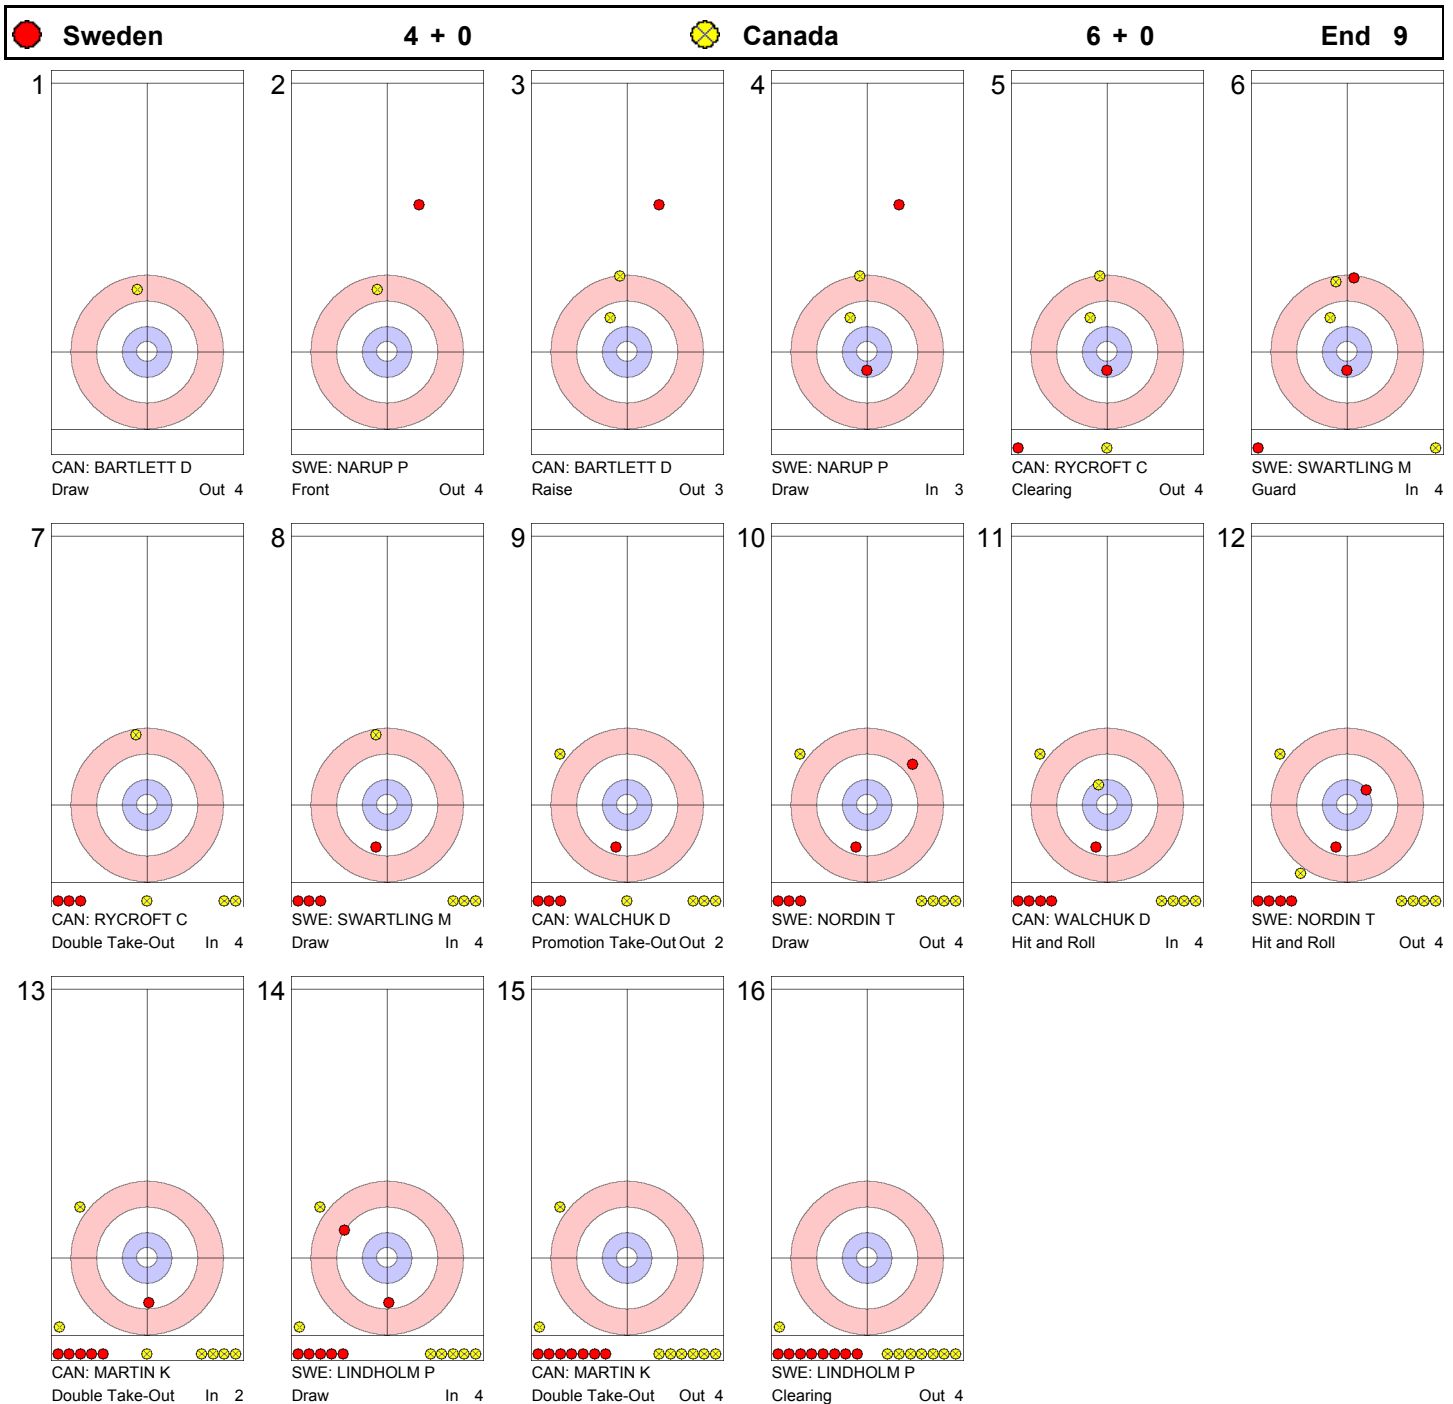 Sweden 4 + 0 Canada 6 + 0 End 9
1 2 3 4 5 6
CAN: BARTLETT D SWE: NARUP P CAN: BARTLETT D SWE: NARUP P CAN: RYCROFT C SWE: SWARTLING M
Draw Out 4 Front Out 4 Raise Out 3 Draw In 3 Clearing Out 4 Guard In 4
7 8 9 10 11 12
CAN: RYCROFT C SWE: SWARTLING M CAN: WALCHUK D SWE: NORDIN T CAN: WALCHUK D SWE: NORDIN T
Double Take-Out In 4 Draw In 4 Promotion Take-Out Out 2 Draw Out 4 Hit and Roll In 4 Hit and Roll Out 4
13 14 15 16
CAN: MARTIN K SWE: LINDHOLM P CAN: MARTIN K SWE: LINDHOLM P
Double Take-Out In 2 Draw In 4 Double Take-Out Out 4 Clearing Out 4